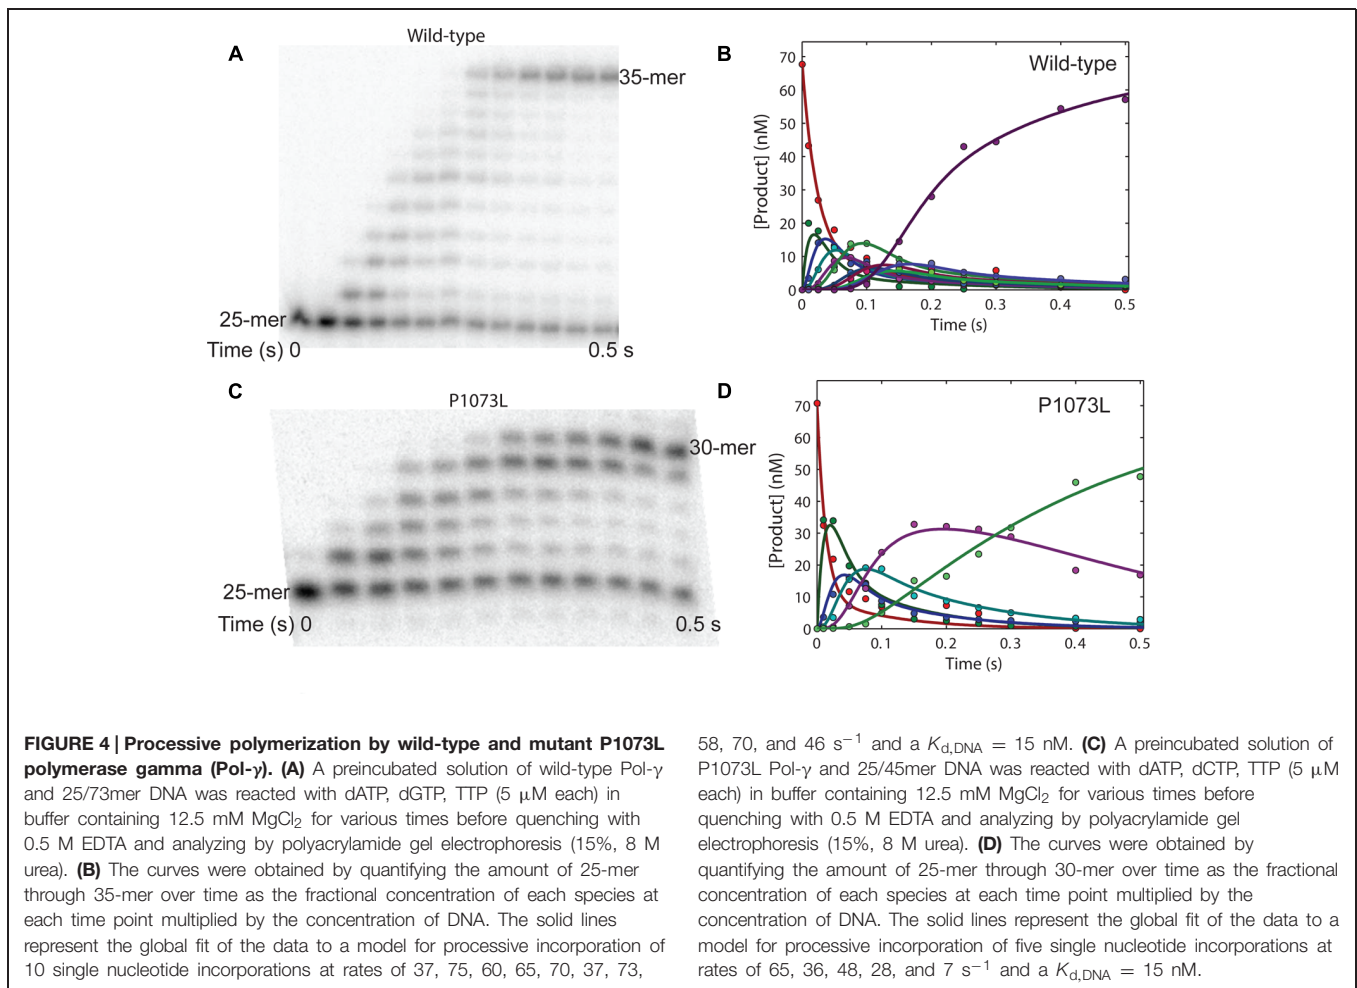 Wild-type
A
35-mer
25-mer
Time (s) 0
0.5 s
B
Wild-type
70
60
50
40
30
20
10
0
[Product] (nM)
0 0.1 0.2 0.3 0.4 0.5
Time (s)
C
P1073L
30-mer
25-mer
Time (s) 0
0.5 s
D
P1073L
70
60
50
40
30
20
10
0
[Product] (nM)
0 0.1 0.2 0.3 0.4 0.5
Time (s)
FIGURE 4 | Processive polymerization by wild-type and mutant P1073L
polymerase gamma (Pol-γ). (A) A preincubated solution of wild-type Pol-γ
and 25/73mer DNA was reacted with dATP, dGTP, TTP (5 μM each) in
buffer containing 12.5 mM MgCl₂ for various times before quenching with
0.5 M EDTA and analyzing by polyacrylamide gel electrophoresis (15%, 8 M
urea). (B) The curves were obtained by quantifying the amount of 25-mer
through 35-mer over time as the fractional concentration of each species at
each time point multiplied by the concentration of DNA. The solid lines
represent the global fit of the data to a model for processive incorporation of
10 single nucleotide incorporations at rates of 37, 75, 60, 65, 70, 37, 73,
58, 70, and 46 s⁻¹ and a Kd,DNA = 15 nM. (C) A preincubated solution of
P1073L Pol-γ and 25/45mer DNA was reacted with dATP, dCTP, TTP (5 μM
each) in buffer containing 12.5 mM MgCl₂ for various times before
quenching with 0.5 M EDTA and analyzing by polyacrylamide gel
electrophoresis (15%, 8 M urea). (D) The curves were obtained by
quantifying the amount of 25-mer through 30-mer over time as the fractional
concentration of each species at each time point multiplied by the
concentration of DNA. The solid lines represent the global fit of the data to a
model for processive incorporation of five single nucleotide incorporations at
rates of 65, 36, 48, 28, and 7 s⁻¹ and a Kd,DNA = 15 nM.